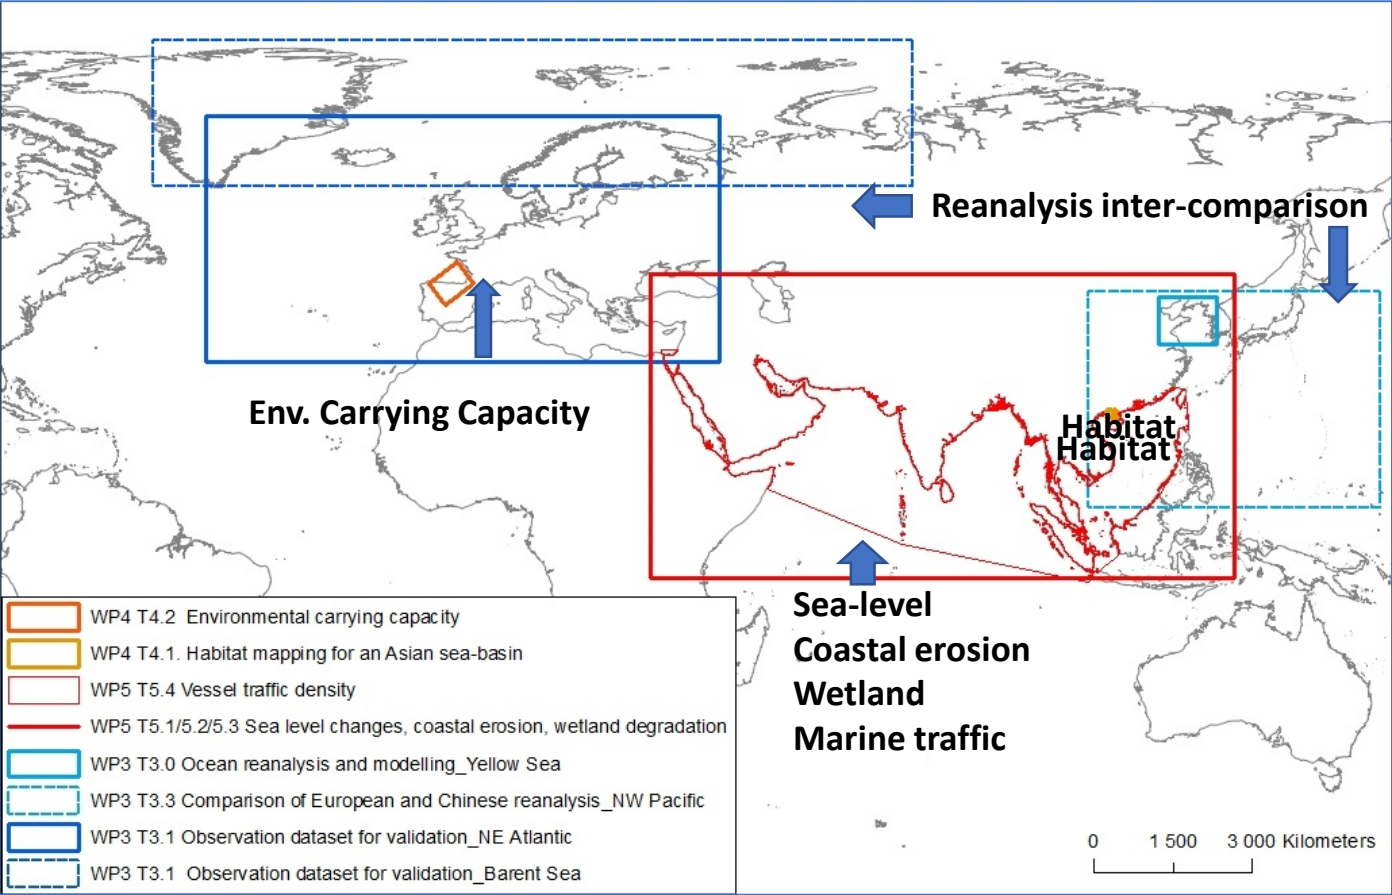 Reanalysis inter-comparison
Env. Carrying Capacity
Habitat
Habitat
Sea-level
Coastal erosion
Wetland
Marine traffic
WP4 T4.2  Environmental carrying capacity
WP4 T4.1. Habitat mapping for an Asian sea-basin
WP5 T5.4 Vessel traffic density
WP5 T5.1/5.2/5.3 Sea level changes, coastal erosion, wetland degradation
WP3 T3.0 Ocean reanalysis and modelling_Yellow Sea
WP3 T3.3 Comparison of European and Chinese reanalysis_NW Pacific
WP3 T3.1 Observation dataset for validation_NE Atlantic
WP3 T3.1  Observation dataset for validation_Barent Sea
0 1 500 3 000 Kilometers